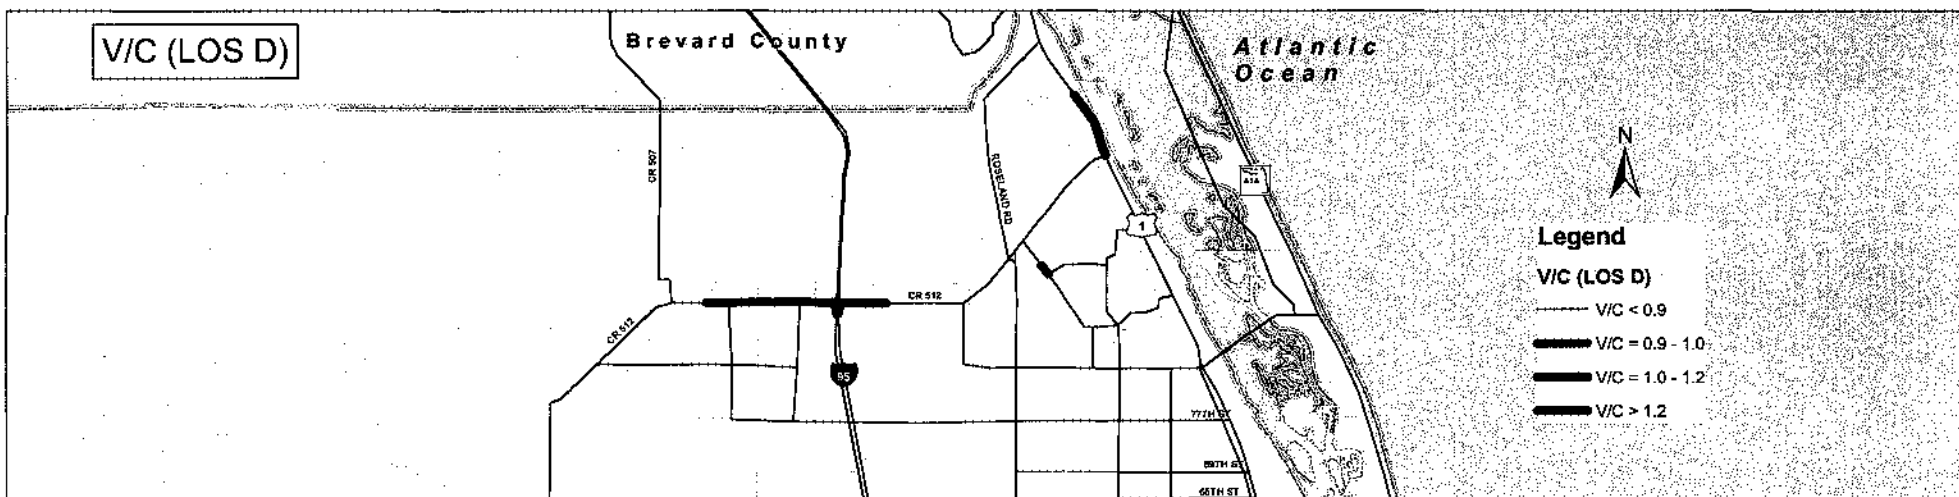 V/C (LOS D)
Brevard County
Atlantic
Ocean
N
CR 507
ROSELAND RD
A1A
1
CR 512
CR 512
95
77TH ST
69TH ST
65TH ST
Legend
V/C (LOS D)
V/C < 0.9
V/C = 0.9 - 1.0
V/C = 1.0 - 1.2
V/C > 1.2